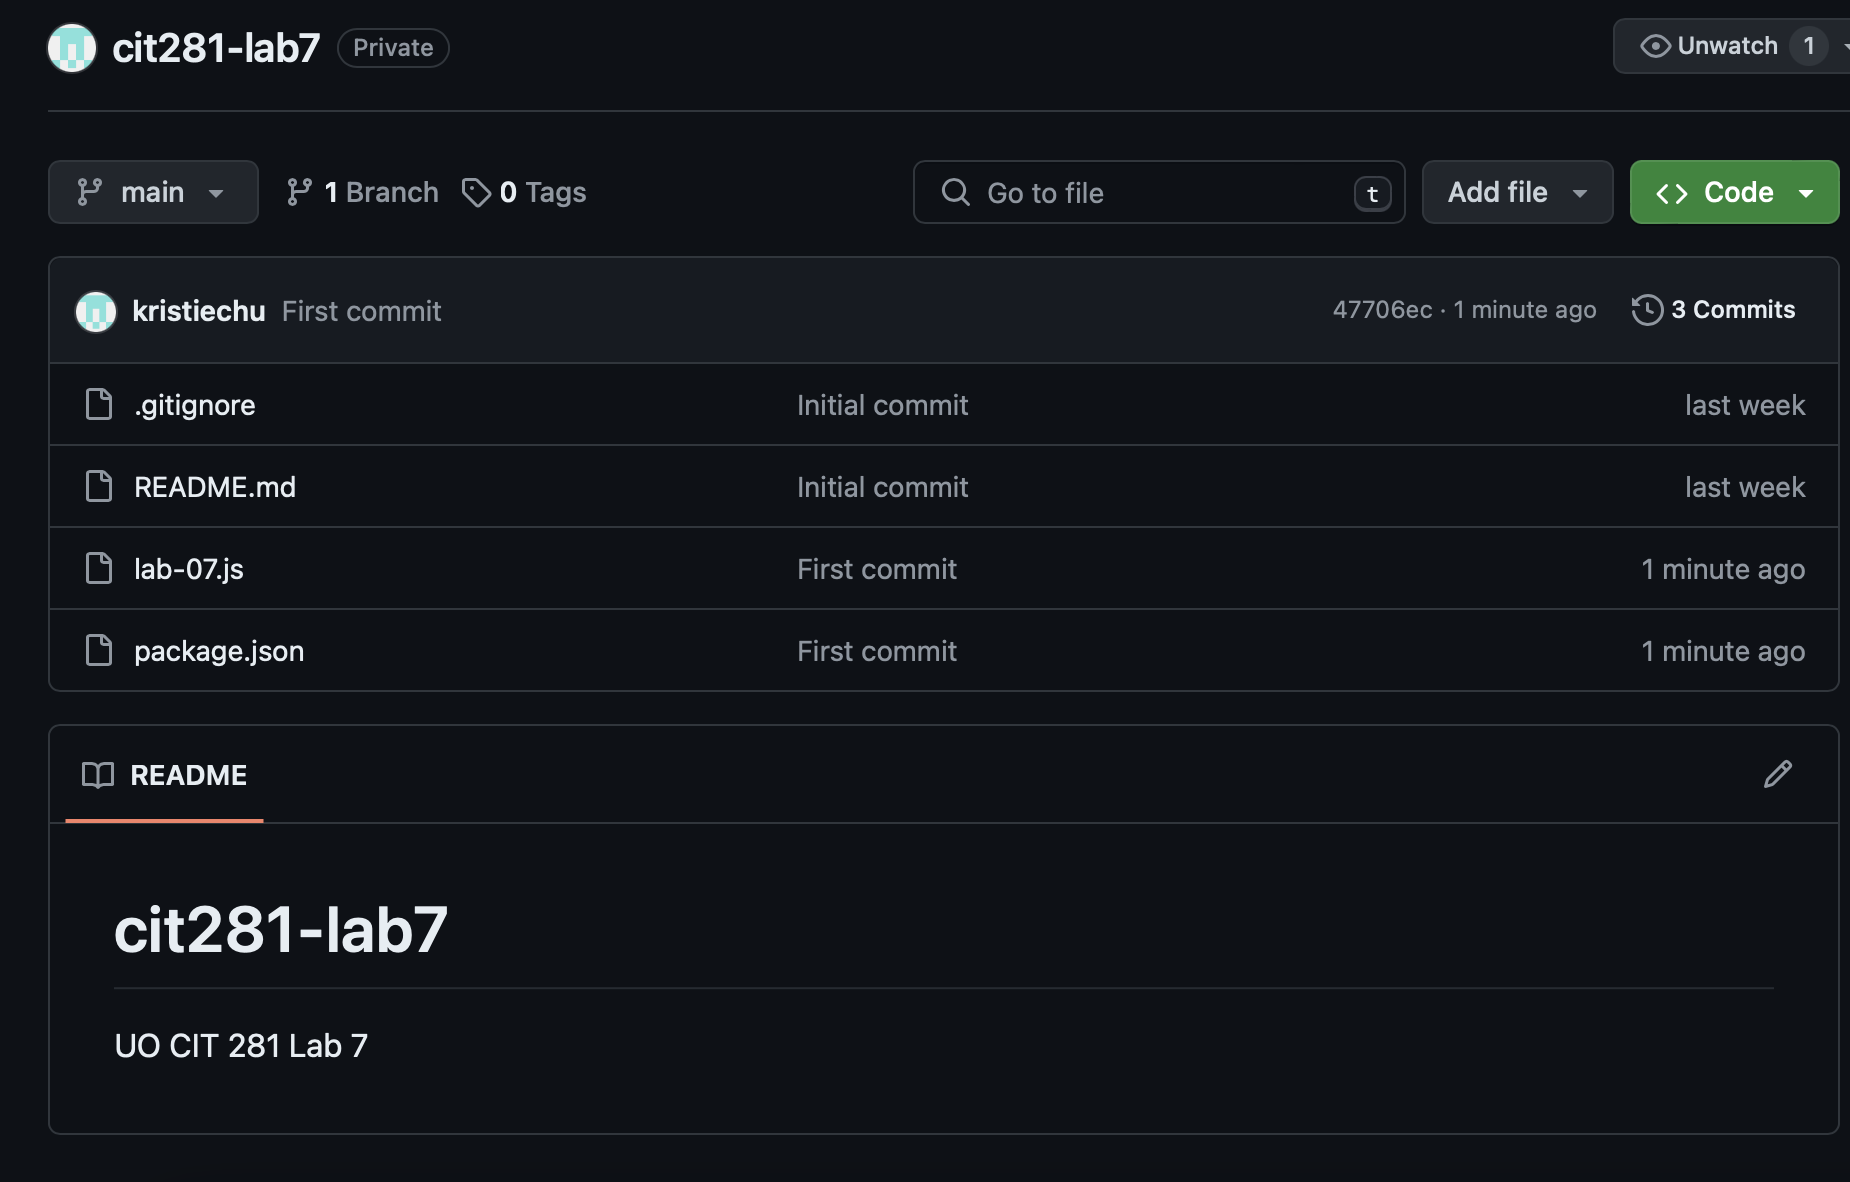 cit281-lab7 Private Unwatch 1
main 1 Branch 0 Tags Go to file t Add file Code
kristiechu First commit 47706ec · 1 minute ago 3 Commits
.gitignore Initial commit last week
README.md Initial commit last week
lab-07.js First commit 1 minute ago
package.json First commit 1 minute ago
README
cit281-lab7
UO CIT 281 Lab 7